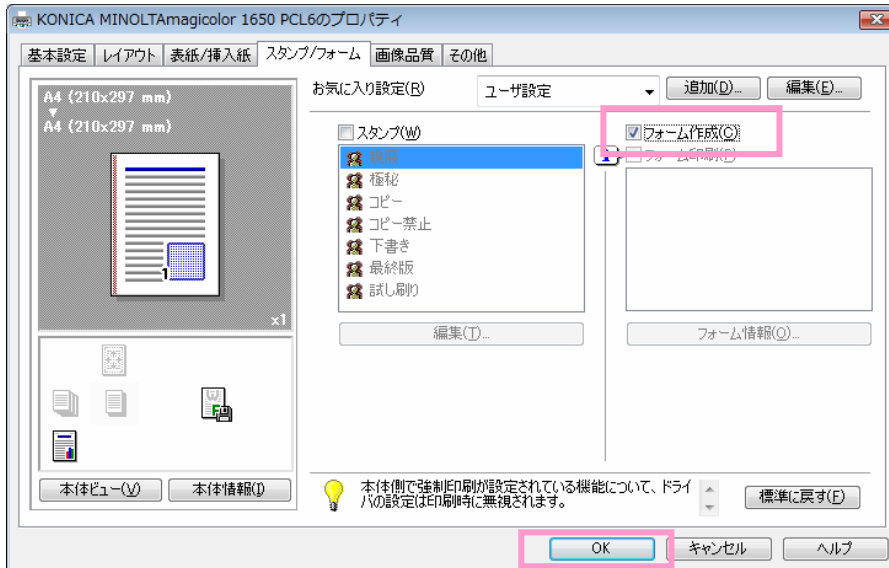 KONICA MINOLTAmagicolor 1650 PCL6のプロパティ
基本設定 レイアウト 表紙/挿入紙 スタンプ/フォーム 画像品質 その他
A4 (210x297 mm)
A4 (210x297 mm)
1
x1
本体ビュー(V) 本体情報(I)
お気に入り設定(R) ユーザ設定 追加(D)... 編集(E)...
スタンプ(W)
極秘
コピー
コピー禁止
下書き
最終版
試し刷り
編集(T)...
フォーム作成(C)
フォーム情報(O)...
本体側で強制印刷が設定されている機能について、ドライ
バの設定は印刷時に無視されます。
標準に戻す(F)
OK キャンセル ヘルプ